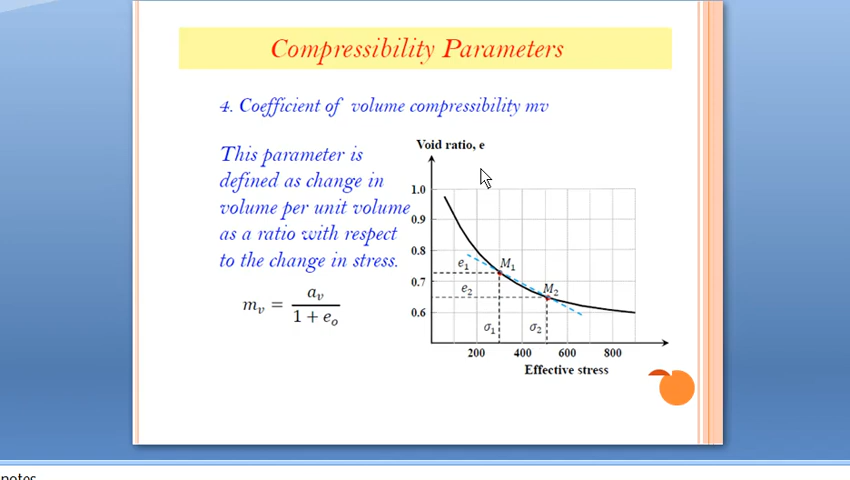 Compressibility Parameters
4. Coefficient of volume compressibility mv
This parameter is
defined as change in
volume per unit volume
as a ratio with respect
to the change in stress.
m_v = a_v / (1 + e_o)
Void ratio, e
1.0
0.9
0.8
0.7
0.6
e₁
M₁
e₂
M₂
σ₁
σ₂
200 400 600 800
Effective stress
notes